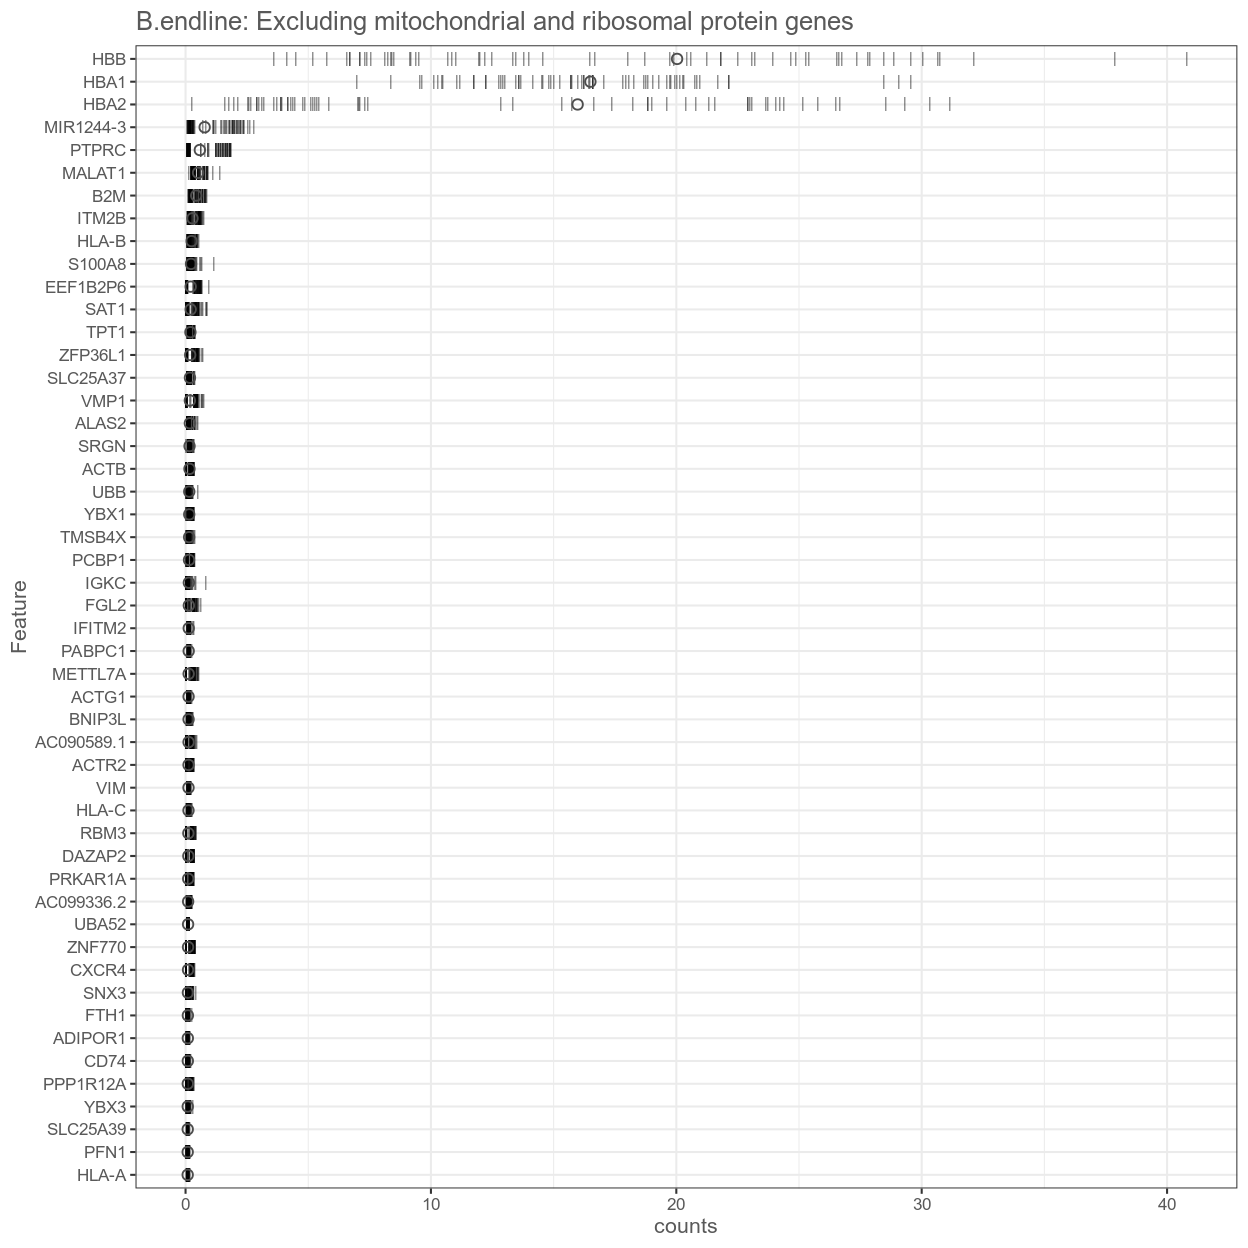 B.endline: Excluding mitochondrial and ribosomal protein genes
HBB
HBA1
HBA2
MIR1244-3
PTPRC
MALAT1
B2M
ITM2B
HLA-B
S100A8
EEF1B2P6
SAT1
TPT1
ZFP36L1
SLC25A37
VMP1
ALAS2
SRGN
ACTB
UBB
YBX1
TMSB4X
PCBP1
IGKC
FGL2
IFITM2
PABPC1
METTL7A
ACTG1
BNIP3L
AC090589.1
ACTR2
VIM
HLA-C
RBM3
DAZAP2
PRKAR1A
AC099336.2
UBA52
ZNF770
CXCR4
SNX3
FTH1
ADIPOR1
CD74
PPP1R12A
YBX3
SLC25A39
PFN1
HLA-A
Feature
0 10 20 30 40
counts